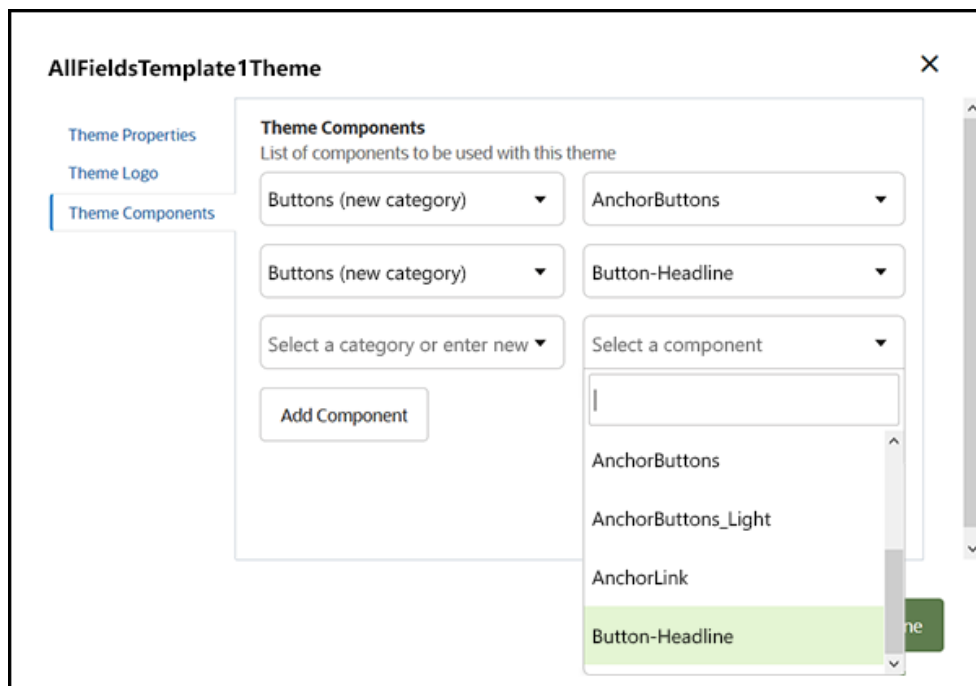 AllFieldsTemplate1Theme
Theme Properties
Theme Logo
Theme Components
Theme Components
List of components to be used with this theme
Buttons (new category)
AnchorButtons
Buttons (new category)
Button-Headline
Select a category or enter new
Select a component
Add Component
AnchorButtons
AnchorButtons_Light
AnchorLink
Button-Headline